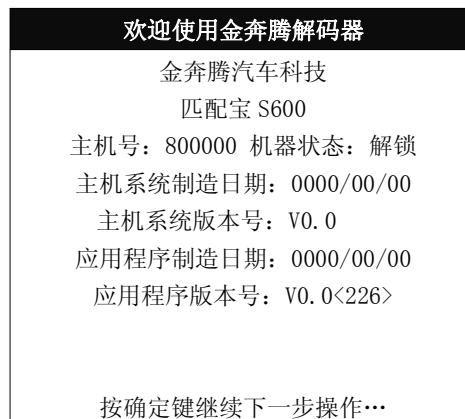 欢迎使用金奔腾解码器
金奔腾汽车科技
匹配宝 S600
主机号：800000 机器状态：解锁
主机系统制造日期：0000/00/00
主机系统版本号：V0.0
应用程序制造日期：0000/00/00
应用程序版本号：V0.0<226>
按确定键继续下一步操作…